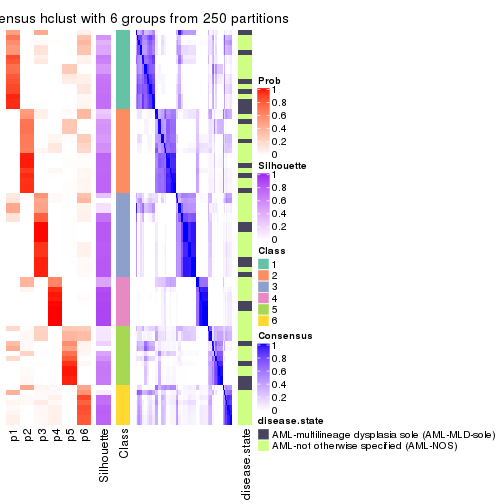 ensus hclust with 6 groups from 250 partitions
Prob
1
0.8
0.6
0.4
0.2
0
Silhouette
1
0.8
0.6
0.4
0.2
0
Class
1
2
3
4
5
6
Consensus
1
0.8
0.6
0.4
0.2
0
disease.state
AML-multilineage dysplasia sole (AML-MLD-sole)
AML-not otherwise specified (AML-NOS)
p1
p2
p3
p4
p5
p6
Silhouette
Class
disease.state